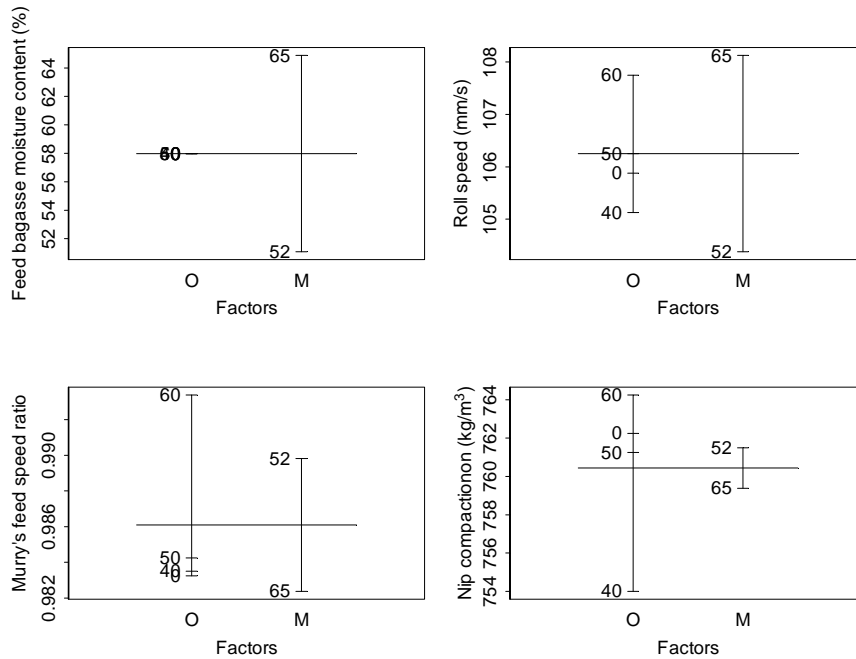 Feed bagasse moisture content (%)
52 54 56 58 60 62 64
65
52
O M
Factors
Roll speed (mm/s)
105 106 107 108
60
50
0
40
65
52
O M
Factors
Murry's feed speed ratio
0.982 0.986 0.990
60
50
40
0
52
65
O M
Factors
Nip compactionon (kg/m³)
754 756 758 760 762 764
60
0
50
40
52
65
O M
Factors